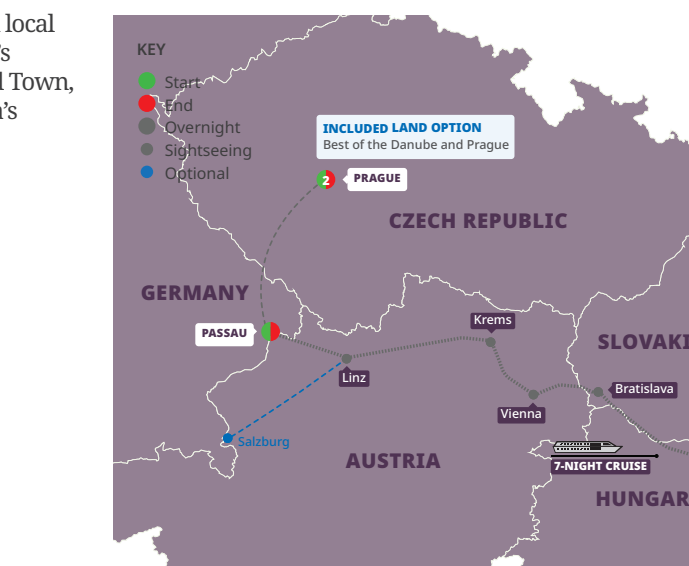 local
's
Town,
's
KEY
Start
End
Overnight
Sightseeing
Optional
INCLUDED LAND OPTION
Best of the Danube and Prague
2
PRAGUE
CZECH REPUBLIC
GERMANY
PASSAU
Krems
SLOVAKI
Linz
Bratislava
Vienna
Salzburg
AUSTRIA
7-NIGHT CRUISE
HUNGAR